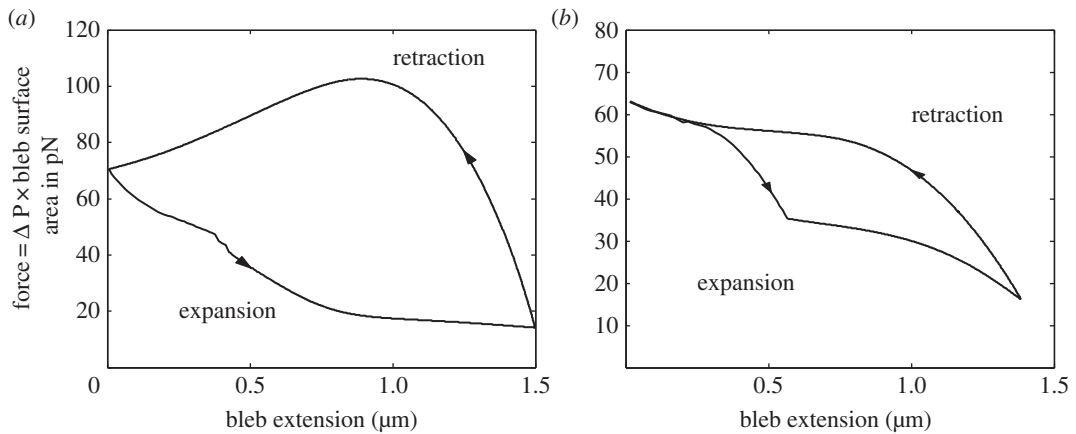 (a)
120
100
80
60
40
20
0
0.5
1.0
1.5
retraction
expansion
bleb extension (µm)
force = Δ P × bleb surface
area in pN
(b)
80
70
60
50
40
30
20
10
0.5
1.0
1.5
retraction
expansion
bleb extension (µm)